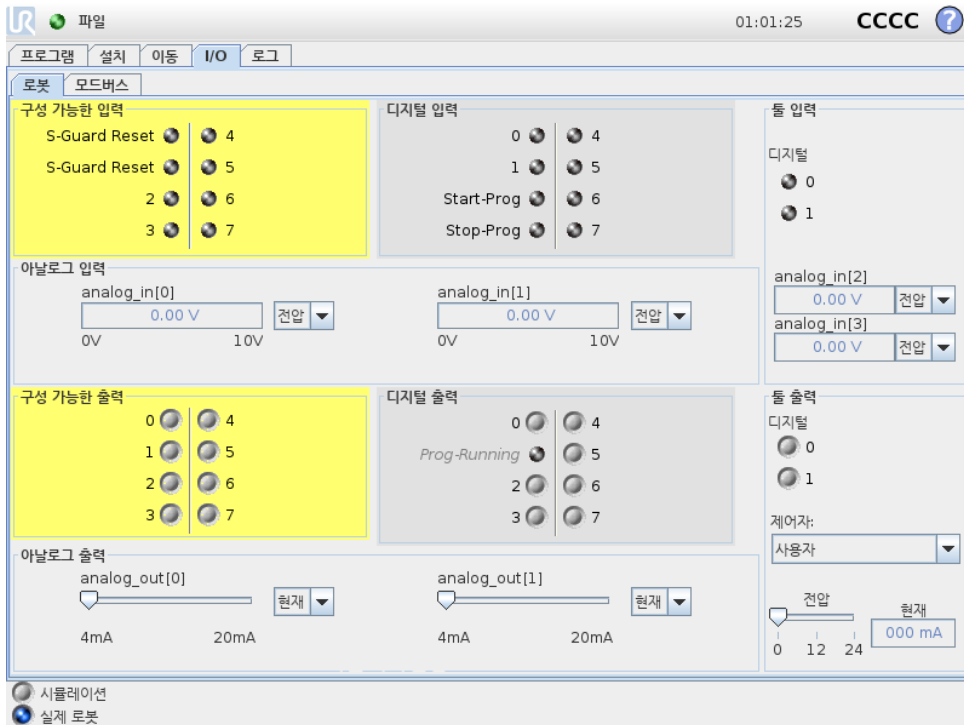 UR 파일 01:01:25 CCCC ?
프로그램 설치 이동 I/O 로그
로봇 모드버스
구성 가능한 입력
S-Guard Reset 4
S-Guard Reset 5
2 6
3 7
디지털 입력
0 4
1 5
Start-Prog 6
Stop-Prog 7
툴 입력
디지털
0
1
analog_in[2]
0.00 V 전압
analog_in[3]
0.00 V 전압
아날로그 입력
analog_in[0]
0.00 V 전압
0V 10V
analog_in[1]
0.00 V 전압
0V 10V
구성 가능한 출력
0 4
1 5
2 6
3 7
디지털 출력
0 4
Prog-Running 5
2 6
3 7
툴 출력
디지털
0
1
제어자:
사용자
전압
0 12 24
현재
000 mA
아날로그 출력
analog_out[0]
현재
4mA 20mA
analog_out[1]
현재
4mA 20mA
시뮬레이션
실제 로봇